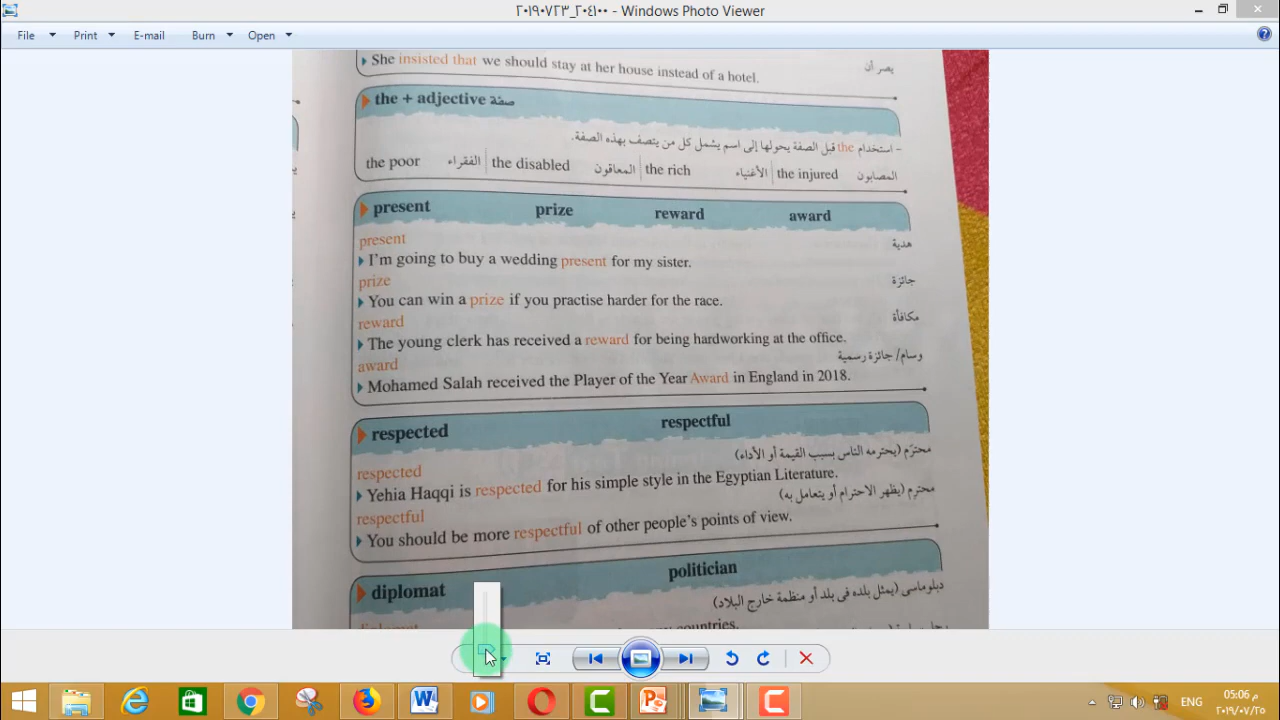 ٢٠١٩٠٧٢٣_٢٠٤١٠٠ - Windows Photo Viewer
File Print E-mail Burn Open
She insisted that we should stay at her house instead of a hotel. يصر أن
the + adjective صفة
- استخدام the قبل الصفة يحولها إلى اسم يشمل كل من يتصف بهذه الصفة.
the poor الفقراء the disabled المعاقون the rich الأغنياء the injured المصابون
present prize reward award
present هدية
I'm going to buy a wedding present for my sister.
prize جائزة
You can win a prize if you practise harder for the race.
reward مكافأة
The young clerk has received a reward for being hardworking at the office.
award وسام/ جائزة رسمية
Mohamed Salah received the Player of the Year Award in England in 2018.
respected respectful
respected محترَم (يحترمه الناس بسبب القيمة أو الأداء)
Yehia Haqqi is respected for his simple style in the Egyptian Literature.
respectful محترِم (يظهر الاحترام أو يتعامل به)
You should be more respectful of other people's points of view.
diplomat politician
دبلوماسى (يمثل بلده فى بلد أو منظمة خارج البلاد)
countries.
ENG
05:06 م
٢٠١٩/٠٧/٢٥